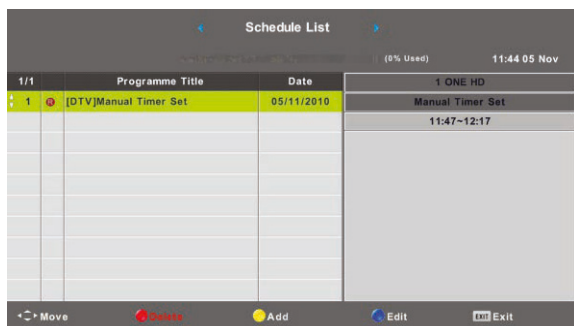 Schedule List
(0% Used) 11:44 05 Nov
1/1 Programme Title Date 1 ONE HD
1 [DTV]Manual Timer Set 05/11/2010 Manual Timer Set
11:47~12:17
Move Delete Add Edit EXIT Exit